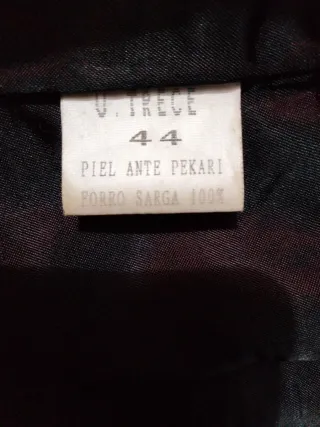 V.TRECE
44
PIEL ANTE PEKARI
FORRO SARGA 100%